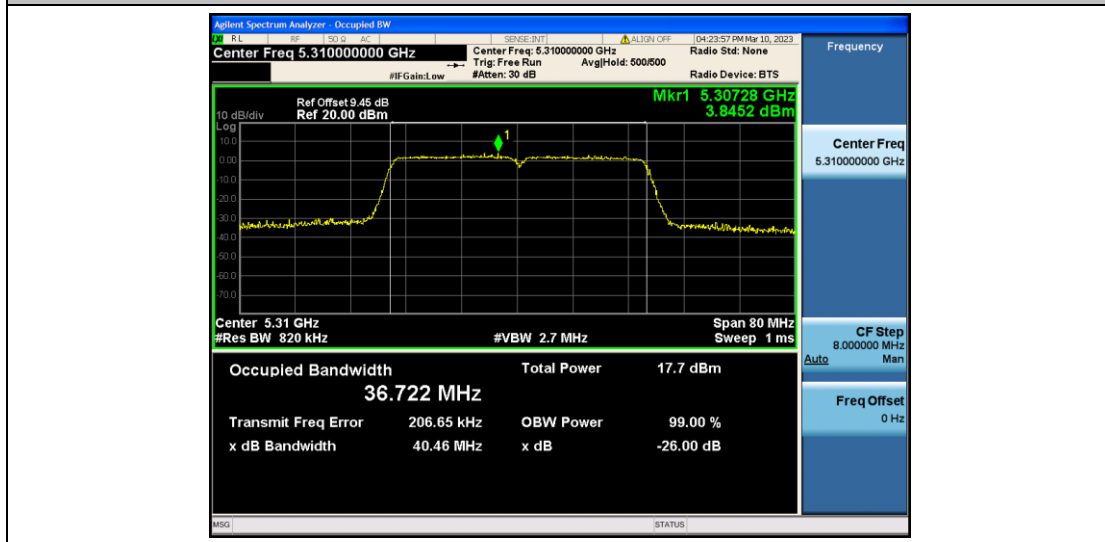 Agilent Spectrum Analyzer - Occupied BW
RL RF 50 Ω AC SENSE:INT ALIGN OFF 04:23:57 PM Mar 10, 2023
Center Freq 5.310000000 GHz
Center Freq: 5.310000000 GHz
Radio Std: None
Trig: Free Run Avg|Hold: 500/500
#IFGain:Low #Atten: 30 dB Radio Device: BTS
Frequency
Ref Offset 9.45 dB
10 dB/div Ref 20.00 dBm
Mkr1 5.30728 GHz
3.8452 dBm
Log
10.0
0.00
-10.0
-20.0
-30.0
-40.0
-50.0
-60.0
-70.0
1
Center 5.31 GHz Span 80 MHz
#Res BW 820 kHz #VBW 2.7 MHz Sweep 1 ms
Center Freq
5.310000000 GHz
CF Step
8.000000 MHz
Auto Man
Freq Offset
0 Hz
Occupied Bandwidth Total Power 17.7 dBm
36.722 MHz
Transmit Freq Error 206.65 kHz OBW Power 99.00 %
x dB Bandwidth 40.46 MHz x dB -26.00 dB
MSG STATUS